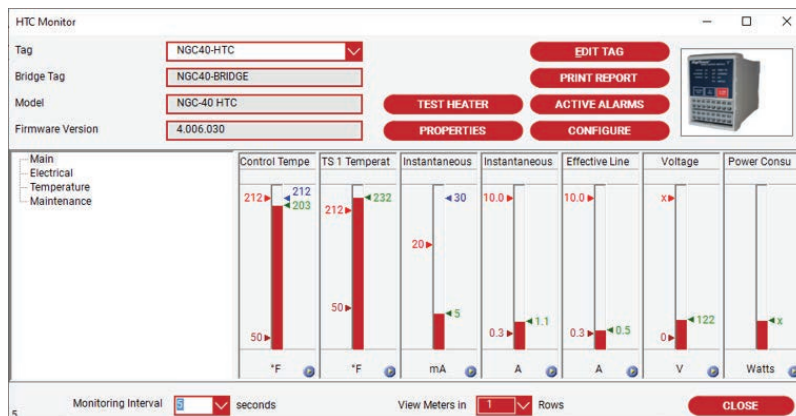 HTC Monitor
Tag NGC40-HTC EDIT TAG
Bridge Tag NGC40-BRIDGE PRINT REPORT
Model NGC-40 HTC TEST HEATER ACTIVE ALARMS
Firmware Version 4.006.030 PROPERTIES CONFIGURE
Main
Electrical
Temperature
Maintenance
Control Tempe TS 1 Temperat Instantaneous Instantaneous Effective Line Voltage Power Consu
212 212 232 30 10.0 10.0 x
203
212
20
50
5
1.1 122 x
50 0.3 0.3 0.5 0
°F °F mA A A V Watts
5 Monitoring Interval 5 seconds View Meters in 1 Rows CLOSE